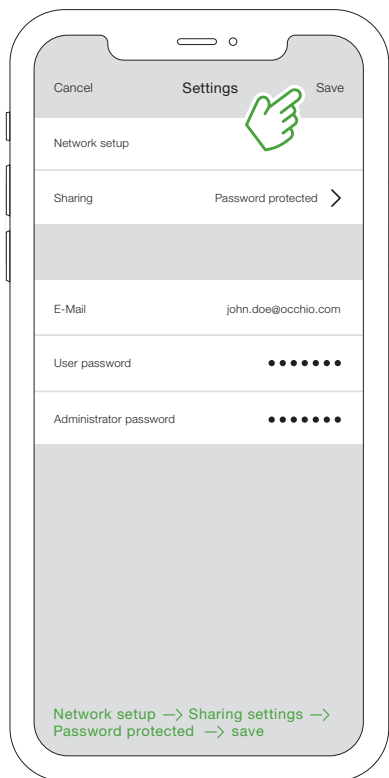 Cancel Settings Save
Network setup
Sharing Password protected
E-Mail john.doe@occhio.com
User password •••••••
Administrator password •••••••
Network setup —> Sharing settings —>
Password protected —> save